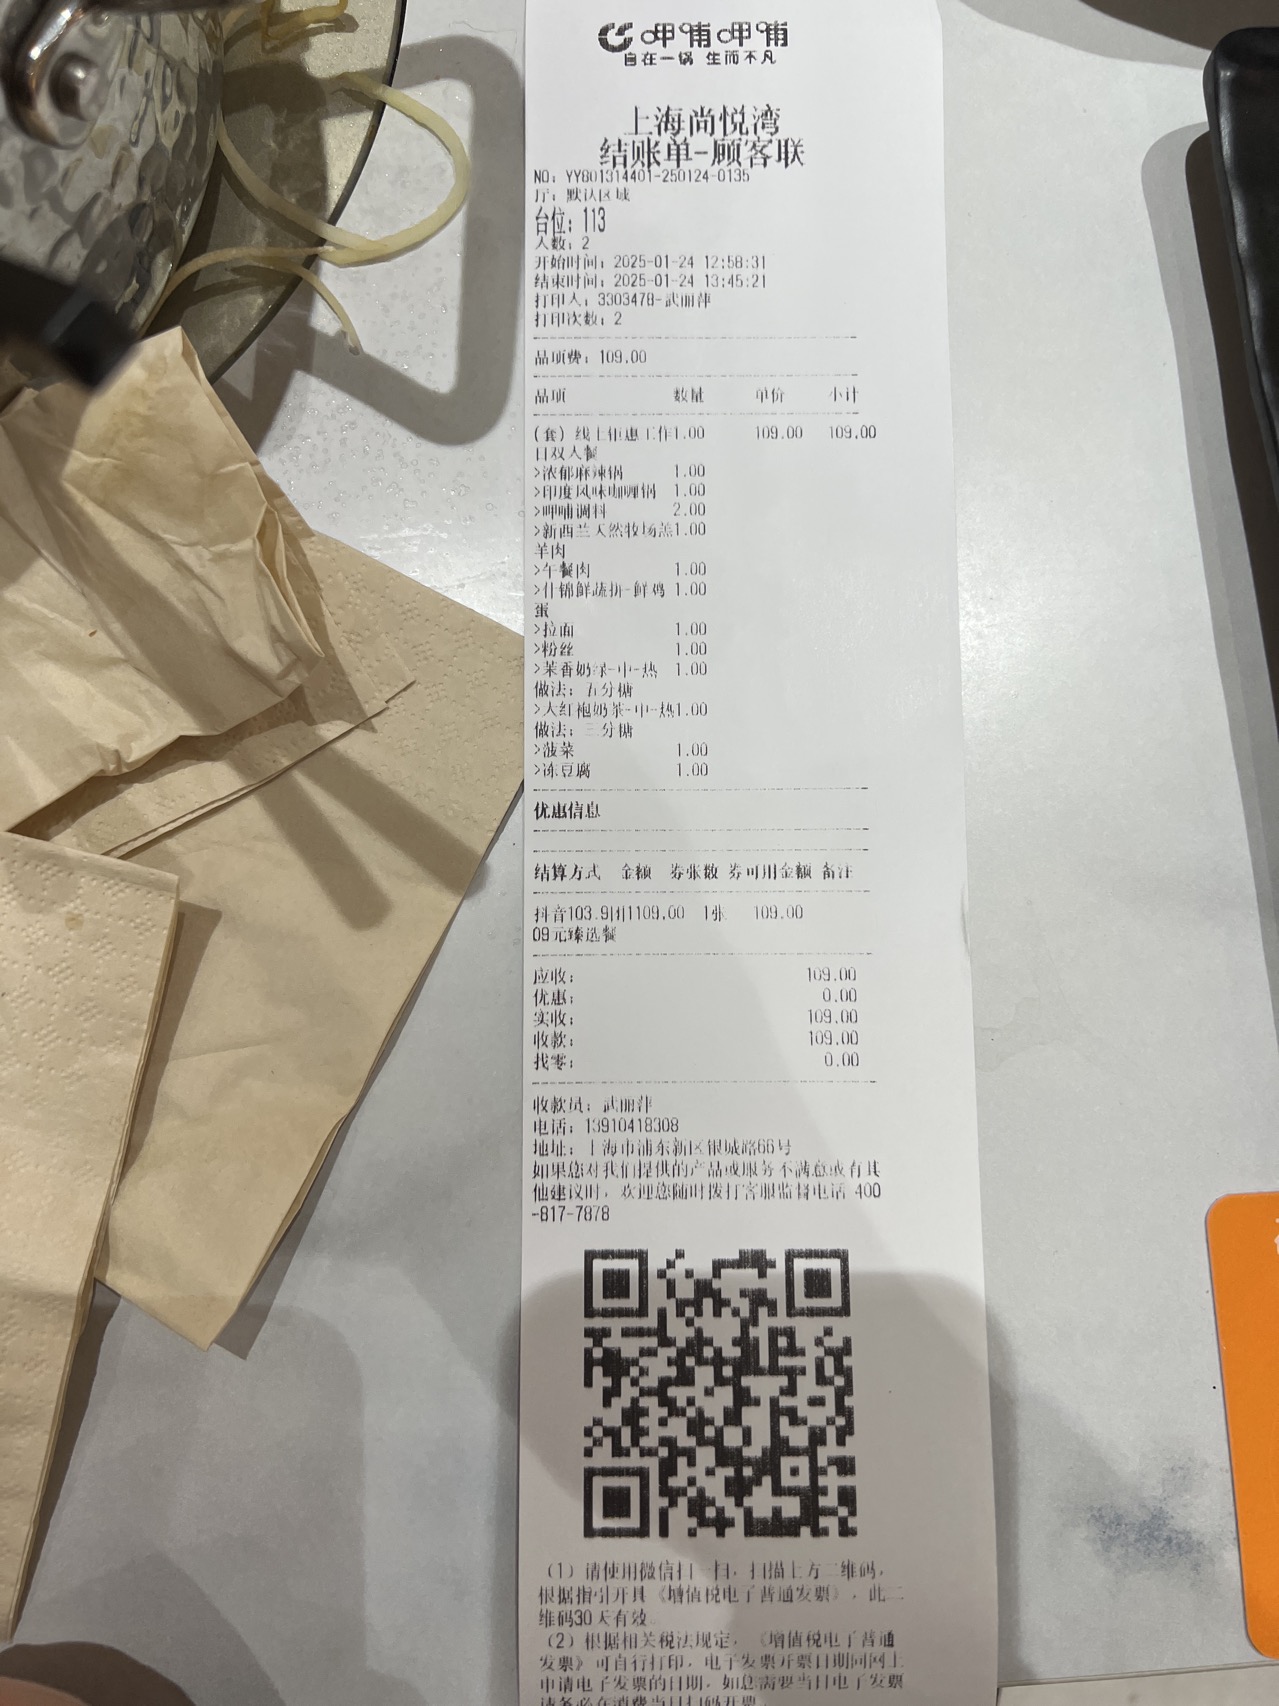 呷哺呷哺
自在一锅 生而不凡
上海尚悦湾
结账单-顾客联
NO: YY801314401-250124-0135
厅: 默认区域
台位: 113
人数: 2
开始时间: 2025-01-24 12:58:31
结束时间: 2025-01-24 13:45:21
打印人: 3303478-武丽萍
打印次数: 2
品项费: 109.00
品项 数量 单价 小计
(套) 线上钜惠工作1.00 109.00 109.00
日双人餐
>浓郁麻辣锅 1.00
>印度风味咖喱锅 1.00
>呷哺调料 2.00
>新西兰天然牧场羔1.00
羊肉
>午餐肉 1.00
>什锦鲜蔬拼-鲜鸡 1.00
蛋
>拉面 1.00
>粉丝 1.00
>茉香奶绿-中-热 1.00
做法: 五分糖
>大红袍奶茶-中-热1.00
做法: 三分糖
>菠菜 1.00
>冻豆腐 1.00
优惠信息
结算方式 金额 券张数 券可用金额 备注
抖音103.9抵1109.00 1张 109.00
09元臻选餐
应收: 109.00
优惠: 0.00
实收: 109.00
收款: 109.00
找零: 0.00
收款员: 武丽萍
电话: 13910418308
地址: 上海市浦东新区银城路66号
如果您对我们提供的产品或服务不满意或有其
他建议时, 欢迎您随时拨打客服监督电话 400
-817-7878
(1) 请使用微信扫一扫, 扫描上方二维码,
根据指引开具《增值税电子普通发票》, 此二
维码30天有效
(2) 根据相关税法规定, 《增值税电子普通
发票》可自行打印, 电子发票开票日期同网上
申请电子发票的日期, 如您需要当日电子发票
请务必在消费当日扫码开票。